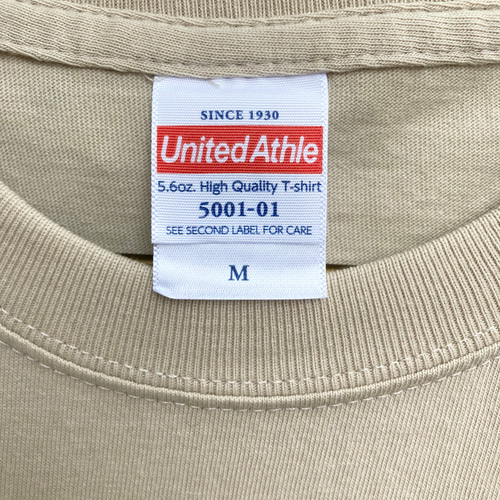 SINCE 1930
United Athle
5.6oz. High Quality T-shirt
5001-01
SEE SECOND LABEL FOR CARE
M